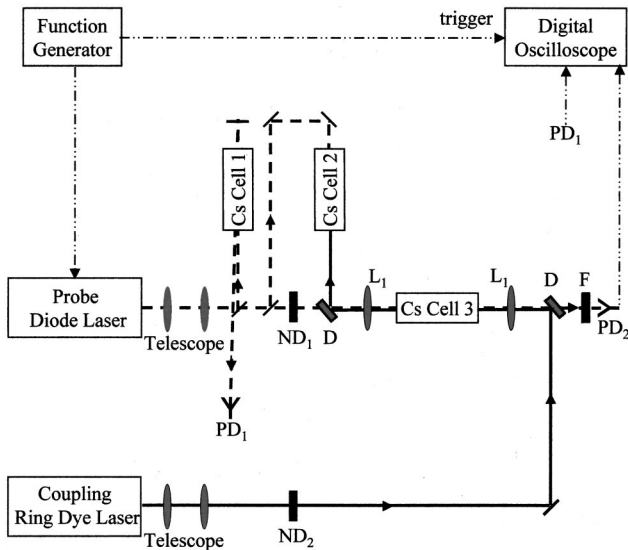 Function
Generator
trigger
Digital
Oscilloscope
PD₁
Cs Cell 1
Cs Cell 2
L₁
L₁
D
F
Probe
Diode Laser
Telescope
ND₁
D
Cs Cell 3
PD₂
PD₁
Coupling
Ring Dye Laser
Telescope
ND₂